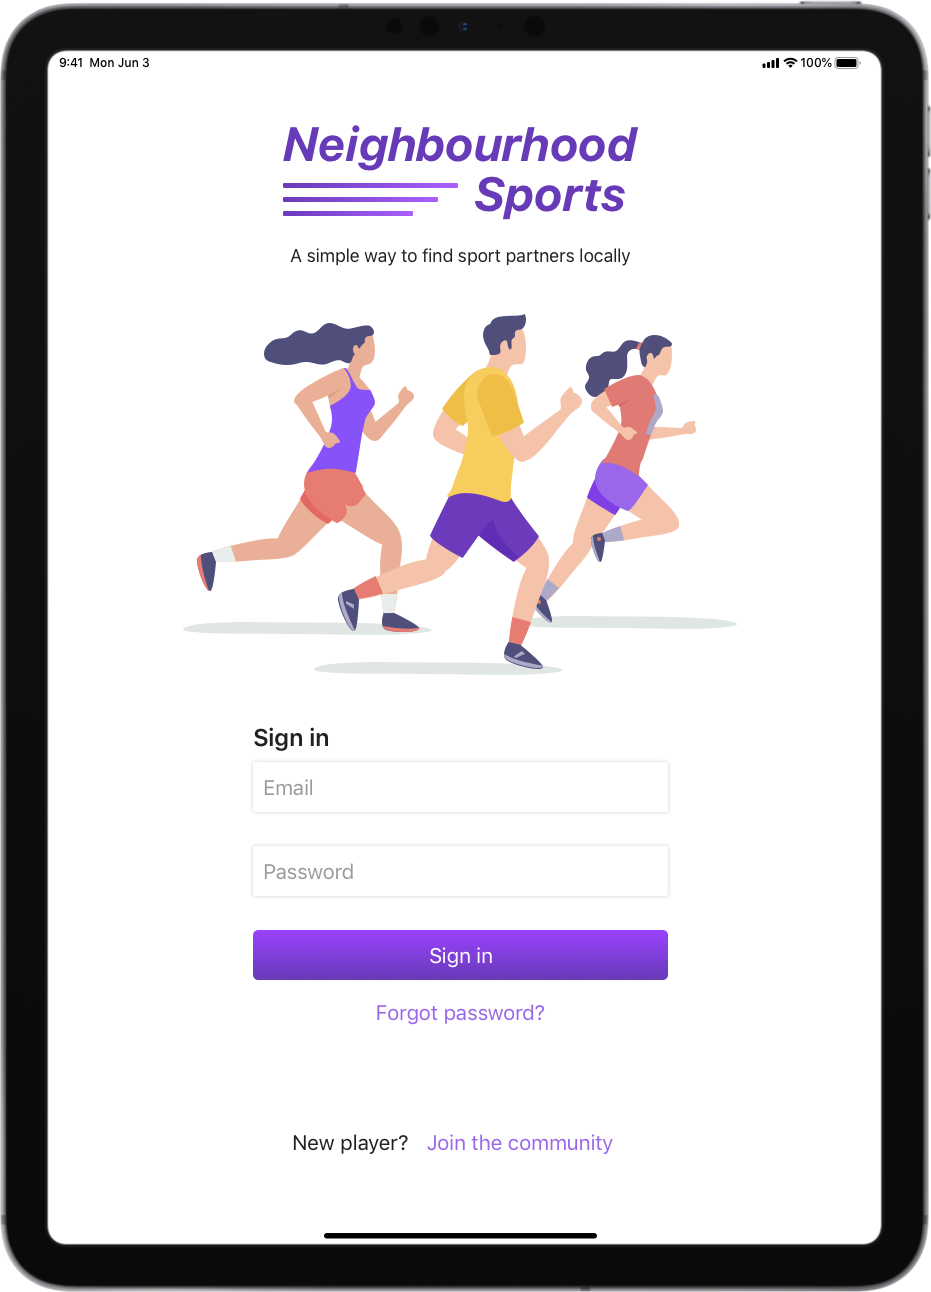 9:41 Mon Jun 3
100%
Neighbourhood
Sports
A simple way to find sport partners locally
Sign in
Email
Password
Sign in
Forgot password?
New player? Join the community